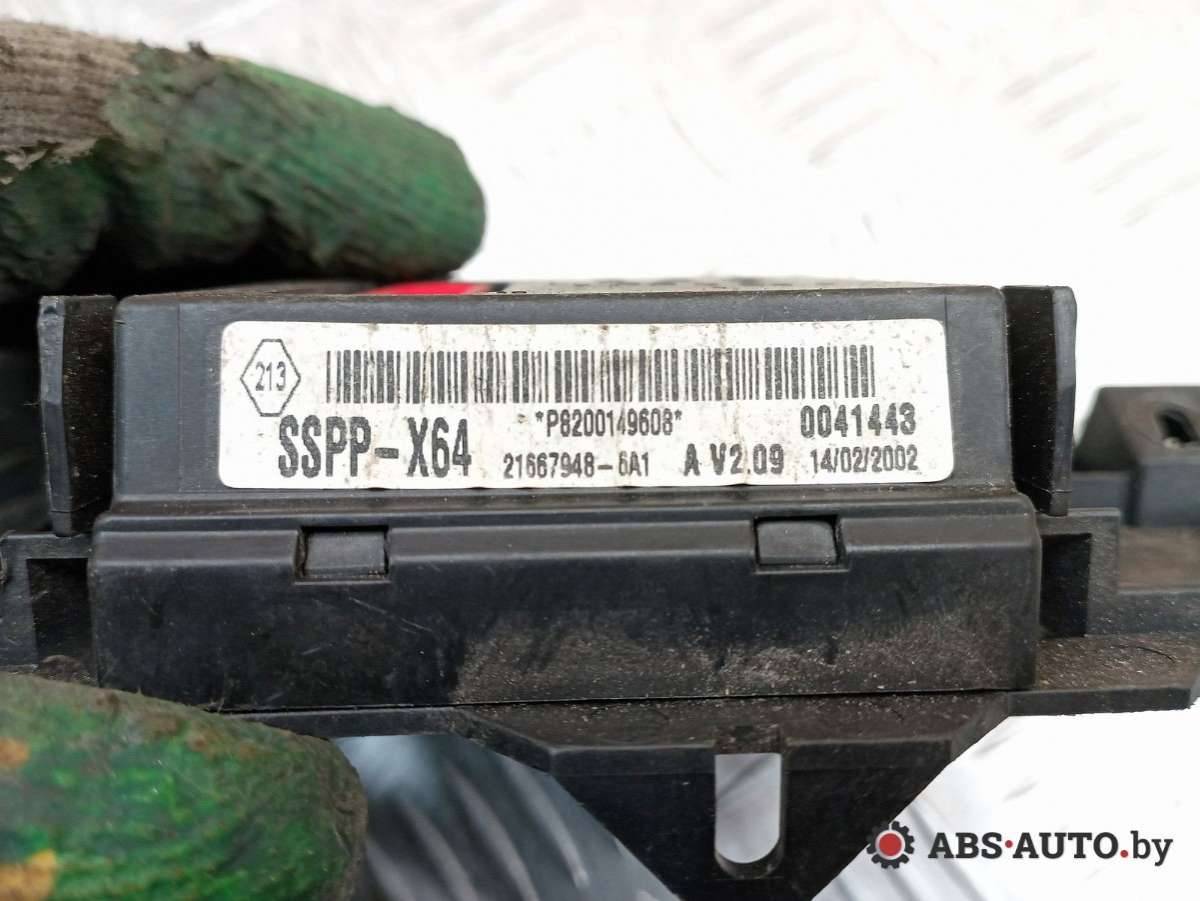 213
*P8200149608* 0041443
SSPP-X64 21667948-6A1 A V2.09 14/02/2002
ABS·AUTO.by